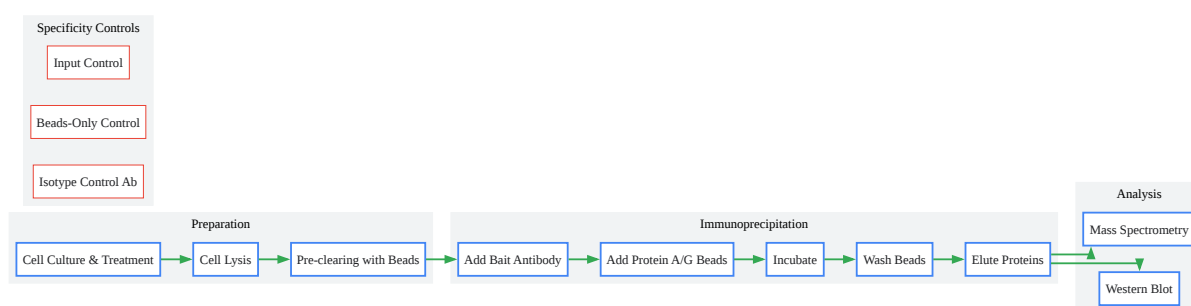 Specificity Controls
Input Control
Beads-Only Control
Isotype Control Ab
Preparation
Cell Culture & Treatment
Cell Lysis
Pre-clearing with Beads
Immunoprecipitation
Add Bait Antibody
Add Protein A/G Beads
Incubate
Wash Beads
Elute Proteins
Analysis
Mass Spectrometry
Western Blot